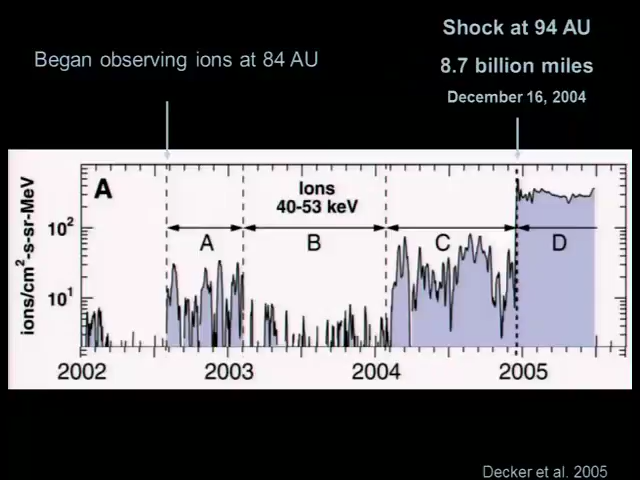 Shock at 94 AU
Began observing ions at 84 AU
8.7 billion miles
December 16, 2004
A
Ions
40-53 keV
ions/cm²-s-sr-MeV
10²
10¹
A
B
C
D
2002
2003
2004
2005
Decker et al. 2005